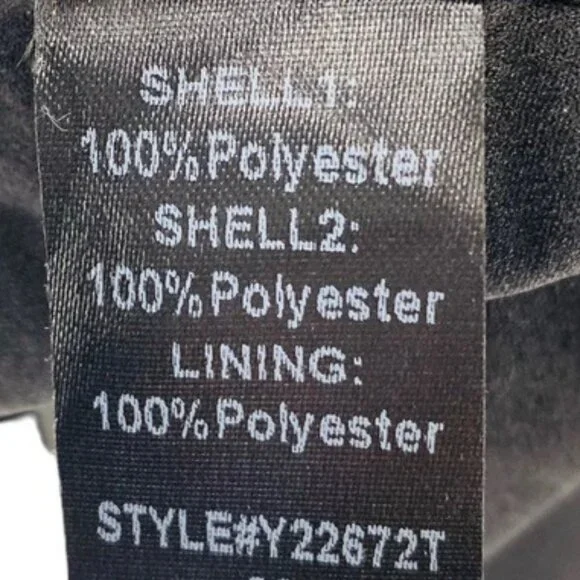 SHELL1:
100%Polyester
SHELL2:
100%Polyester
LINING:
100%Polyester
STYLE#Y22672T